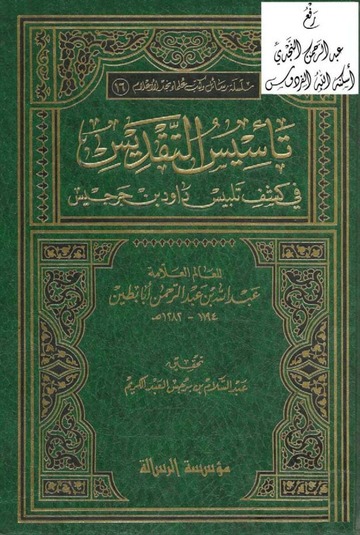 رَفْعُ
عبد الرحمن النجدي
أسكنه الله الفردوس
سلسلة رسائل وكتب علماء نجد الأعلام (١٦)
تأسيس التقديس
في كشف تلبيس داود بن جرجيس
للعالم العلامة
عبد الله بن عبد الرحمن أبا بطين
١١٩٤ - ١٢٨٢هـ
تحقيق
عبد السلام بن برجس العبد الكريم
مؤسسة الرسالة